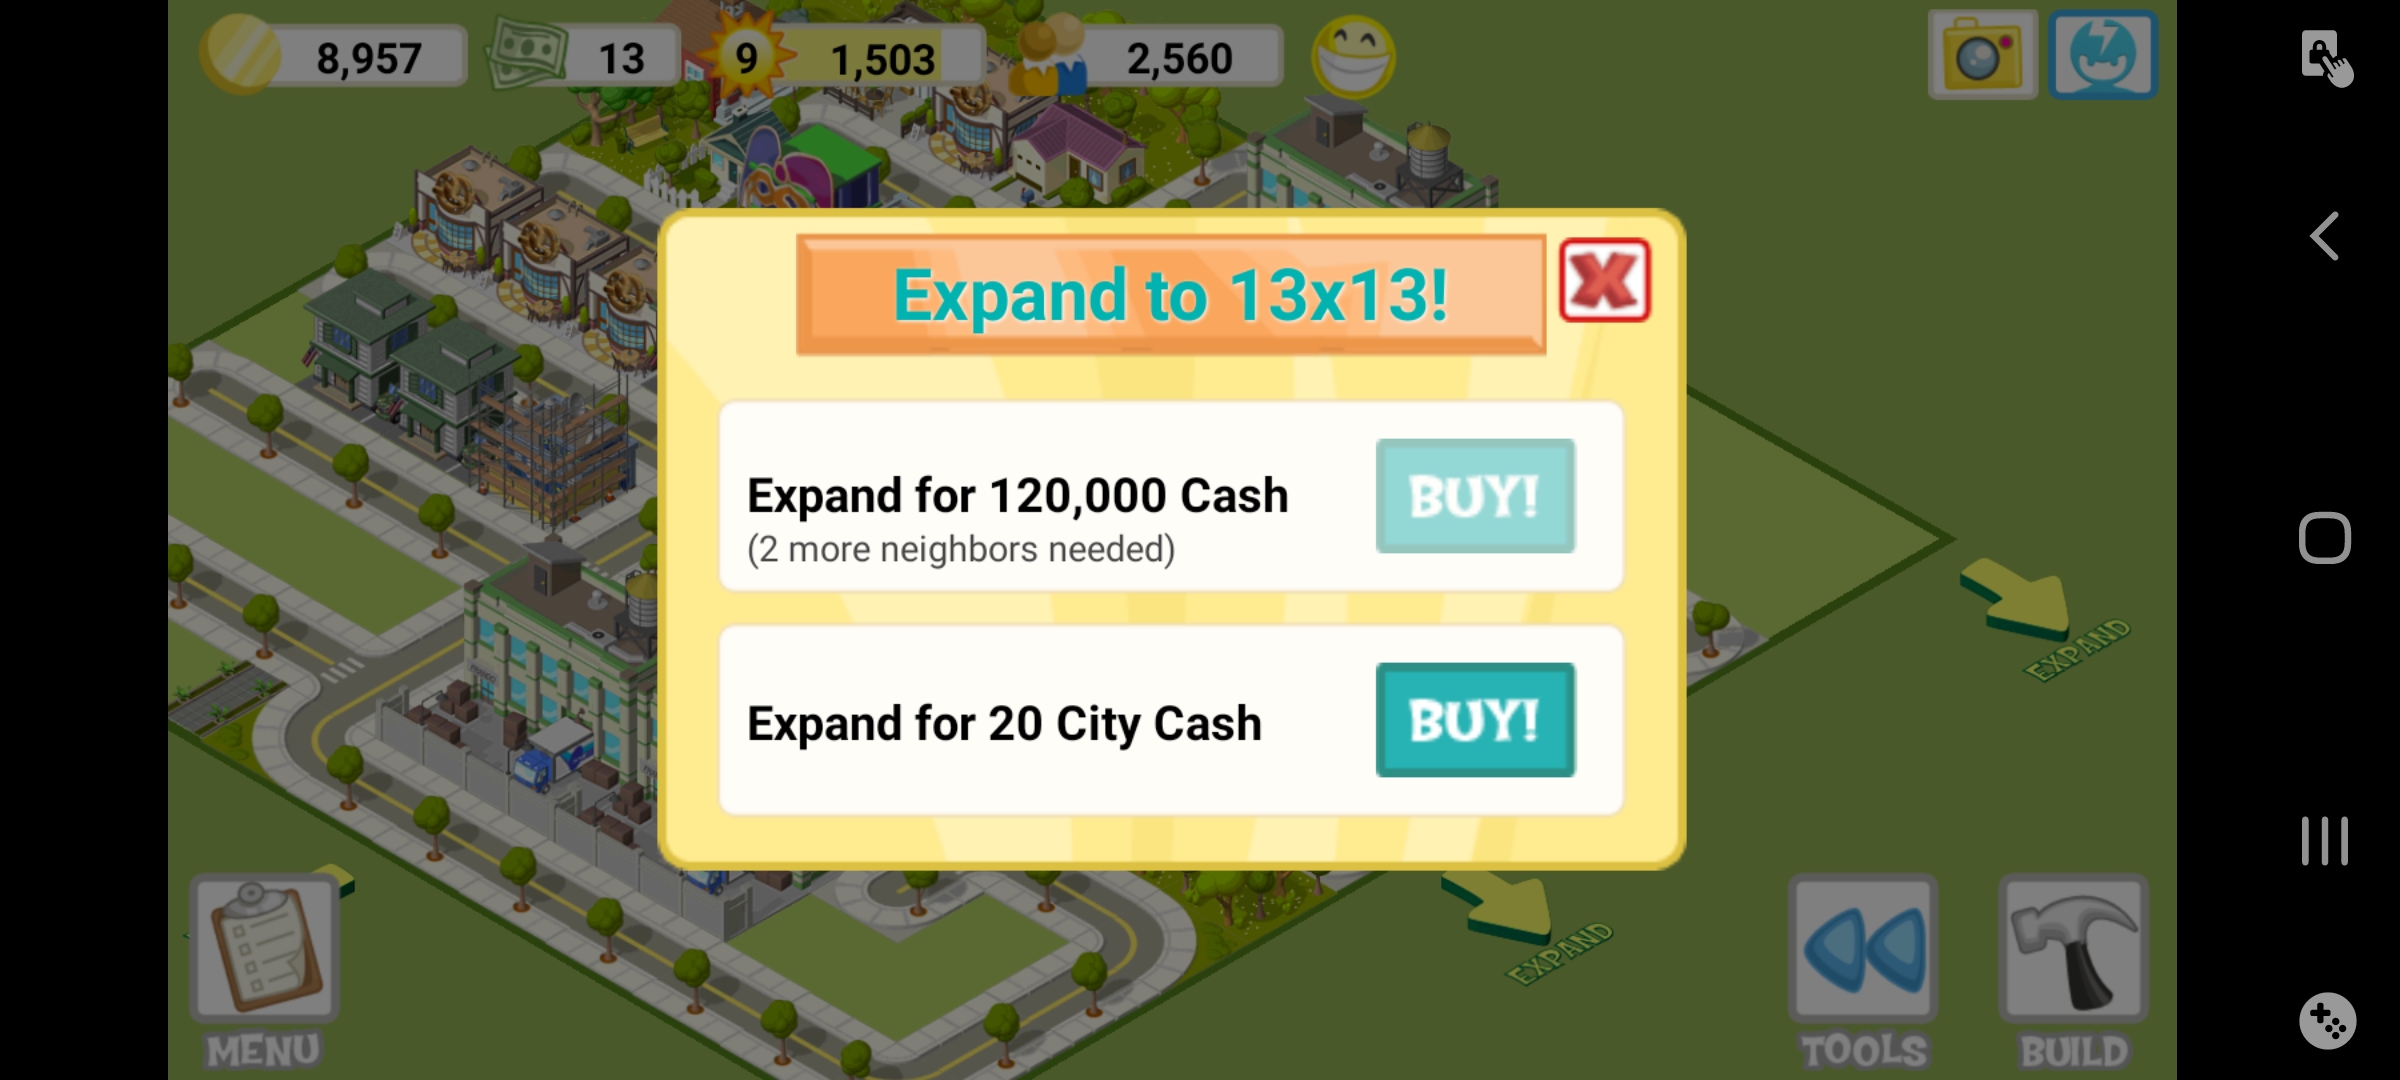 8,957
13
9
1,503
2,560
Expand to 13x13!
Expand for 120,000 Cash
(2 more neighbors needed)
BUY!
Expand for 20 City Cash
BUY!
EXPAND
EXPAND
MENU
TOOLS
BUILD